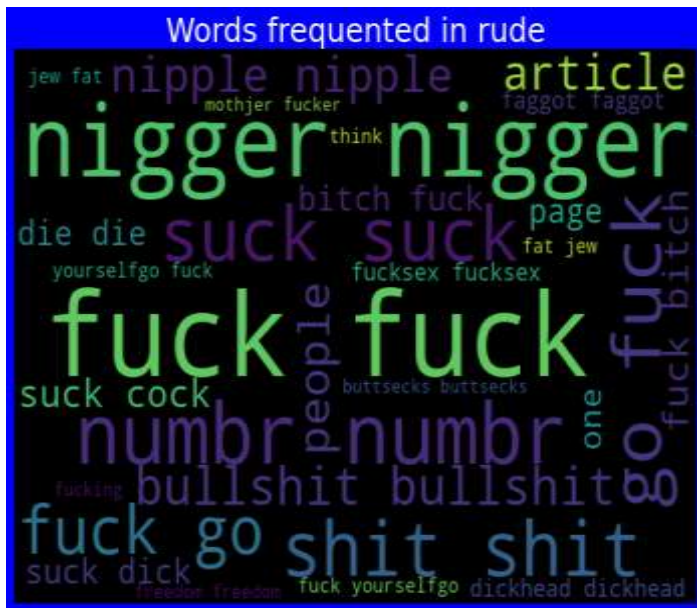 Words frequented in rude
jew fat
nipple nipple
article
mothjer fucker
faggot faggot
nigger nigger
think
bitch fuck
page
die die
suck suck
fat jew
go fuck
fuck bitch
yourselfgo fuck
fucksex fucksex
fuck fuck
people
suck cock
buttsecks buttsecks
one
numbr numbr
fucking
bullshit bullshit
fuck go
shit shit
suck dick
freedom freedom
fuck yourselfgo
dickhead dickhead